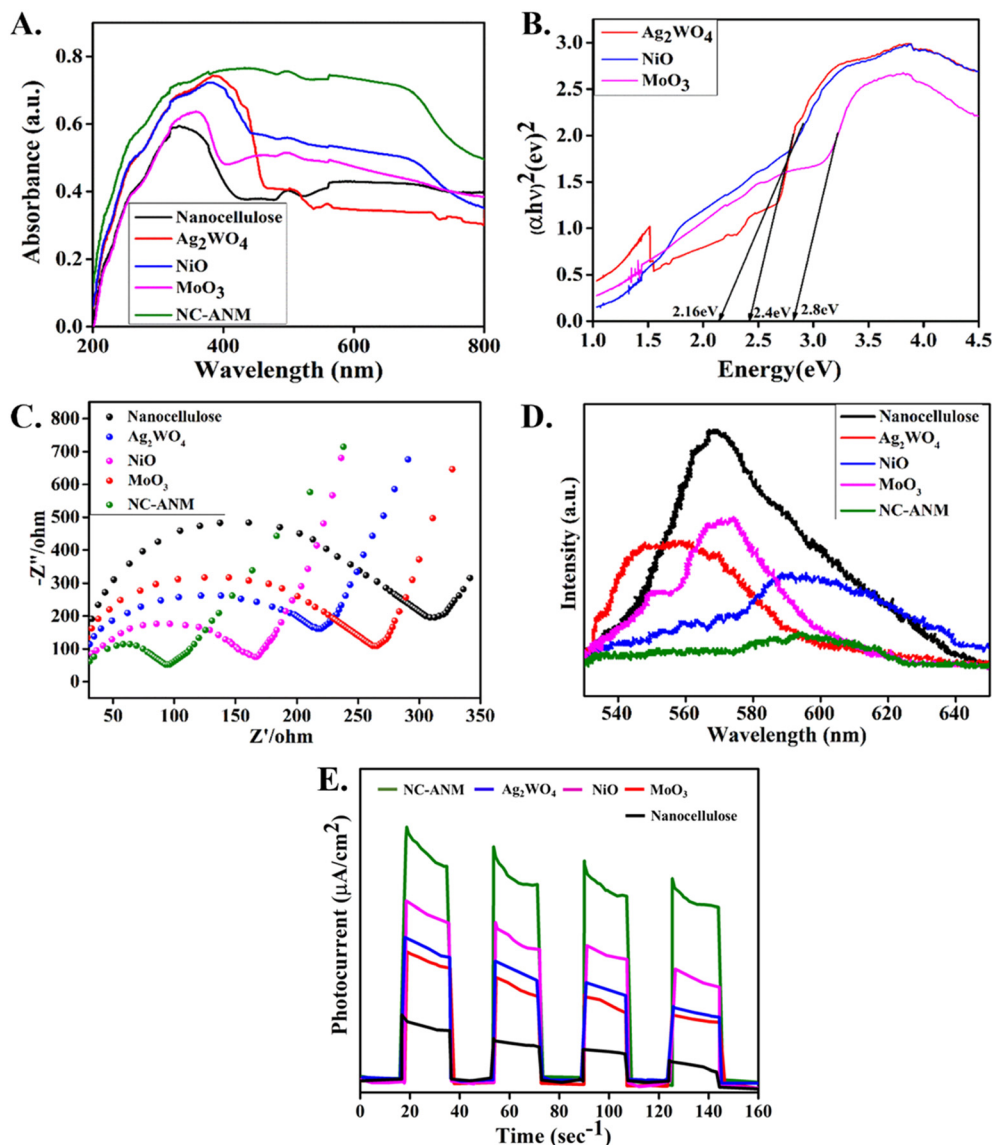 A.
Absorbance (a.u.)
0.8
0.6
0.4
0.2
0.0
Nanocellulose
Ag₂WO₄
NiO
MoO₃
NC-ANM
200
400
600
800
Wavelength (nm)
B.
(αhν)²(ev)²
3.0
2.5
2.0
1.5
1.0
0.5
0.0
Ag₂WO₄
NiO
MoO₃
2.16eV
2.4eV
2.8eV
1.0 1.5 2.0 2.5 3.0 3.5 4.0 4.5
Energy(eV)
C.
-Z''/ohm
800
700
600
500
400
300
200
100
0
Nanocellulose
Ag₂WO₄
NiO
MoO₃
NC-ANM
50 100 150 200 250 300 350
Z'/ohm
D.
Intensity (a.u.)
Nanocellulose
Ag₂WO₄
NiO
MoO₃
NC-ANM
540 560 580 600 620 640
Wavelength (nm)
E.
Photocurrent (µA/cm²)
NC-ANM Ag₂WO₄ NiO MoO₃
Nanocellulose
0 20 40 60 80 100 120 140 160
Time (sec⁻¹)